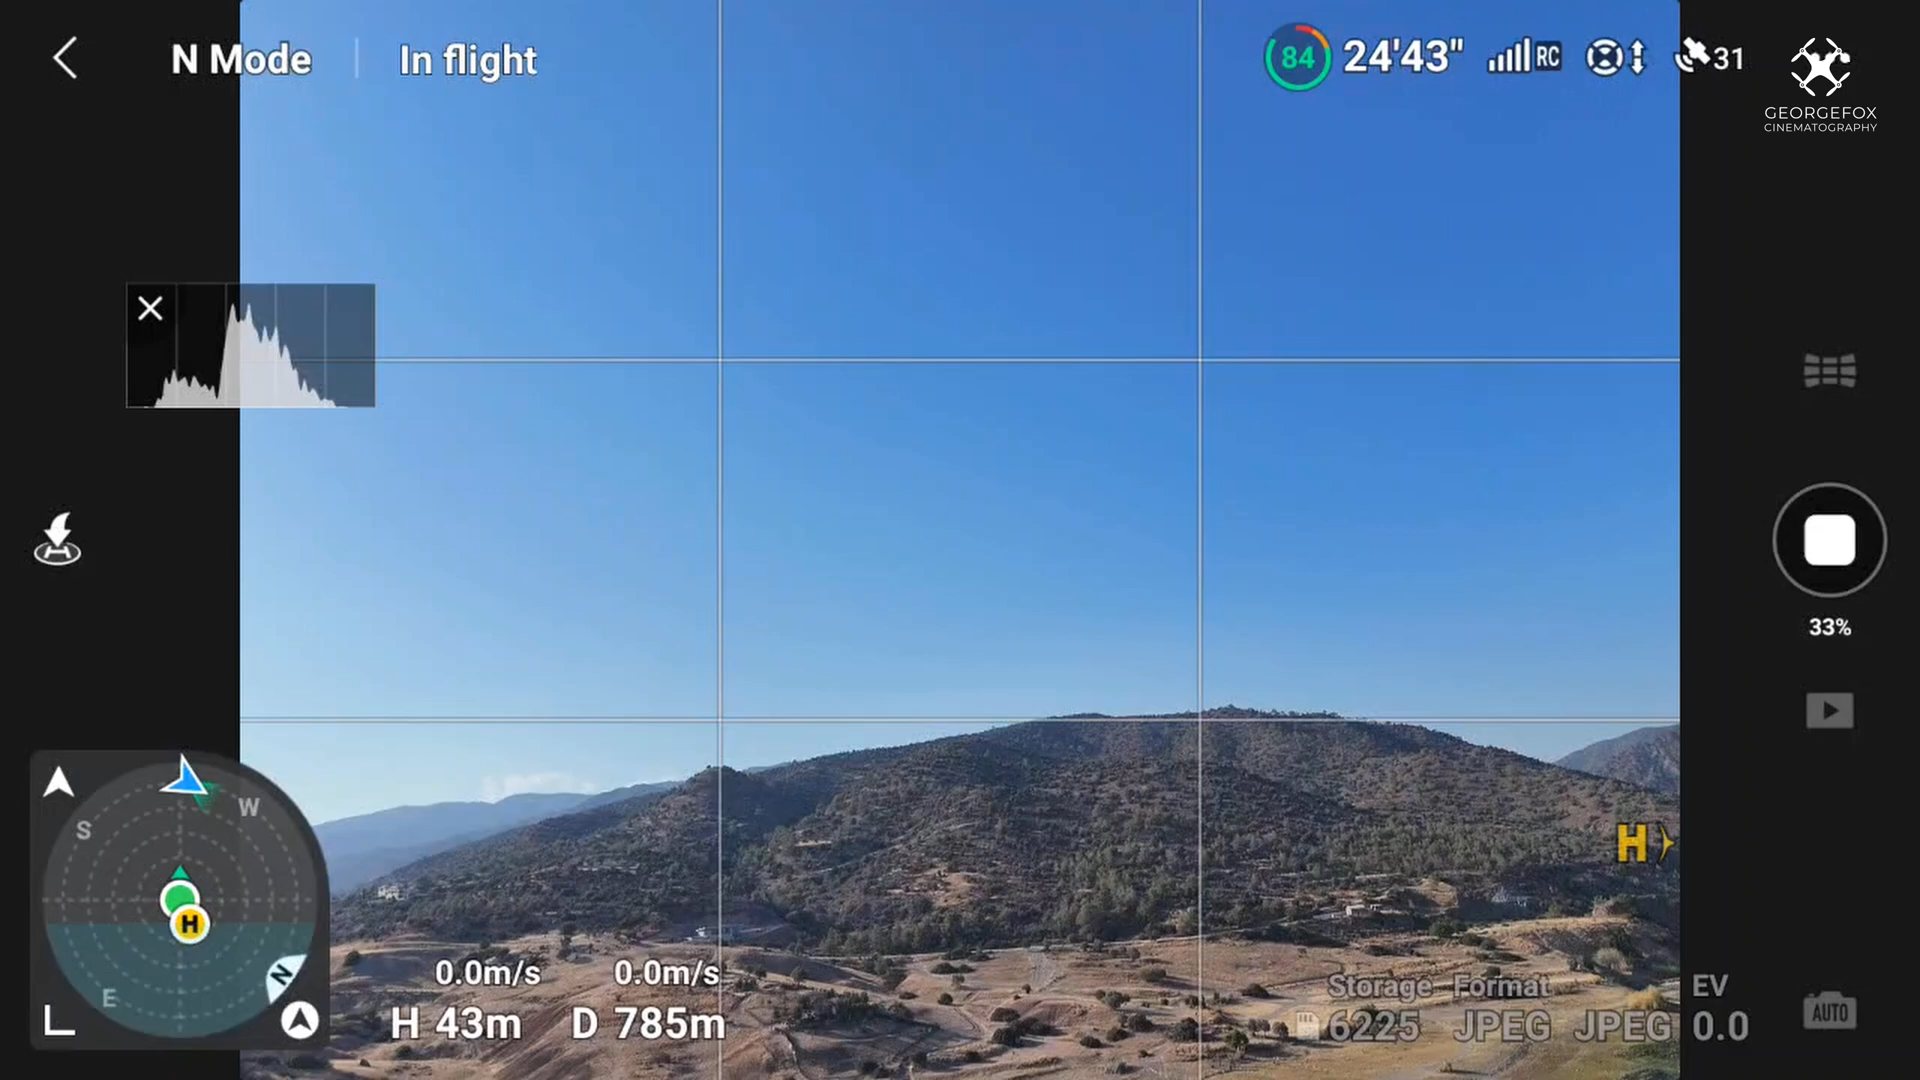 N Mode
In flight
84
24'43"
RC
31
GEORGEFOX
CINEMATOGRAPHY
33%
S
W
H
H
N
E
0.0m/s
0.0m/s
H 43m
D 785m
Storage
Format
EV
6225
JPEG
JPEG
0.0
AUTO